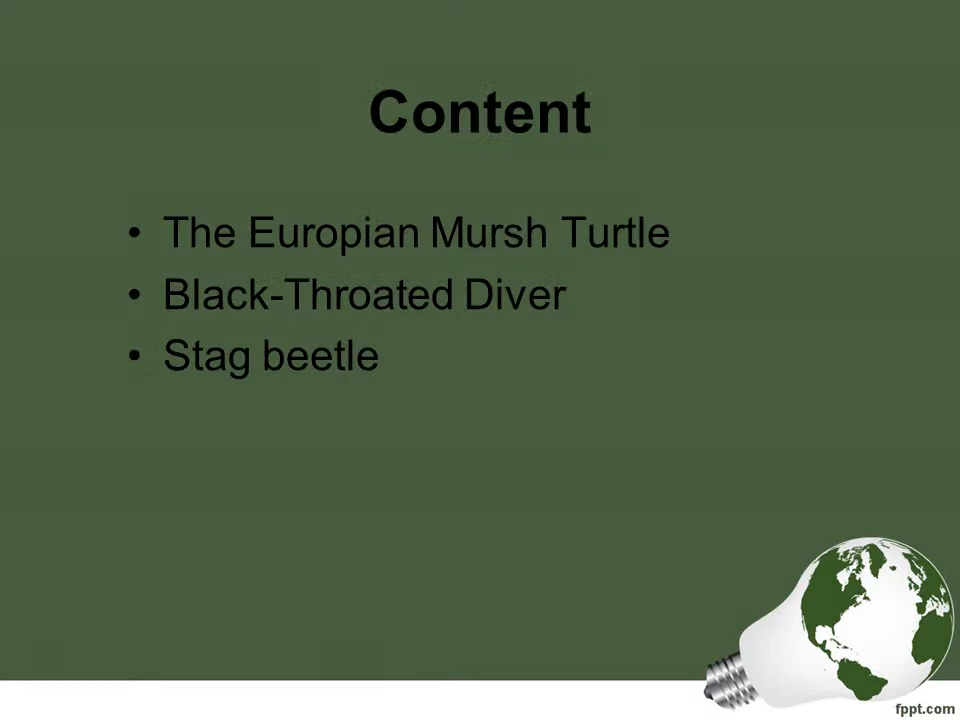 Content
• The Europian Mursh Turtle
• Black-Throated Diver
• Stag beetle
fppt.com